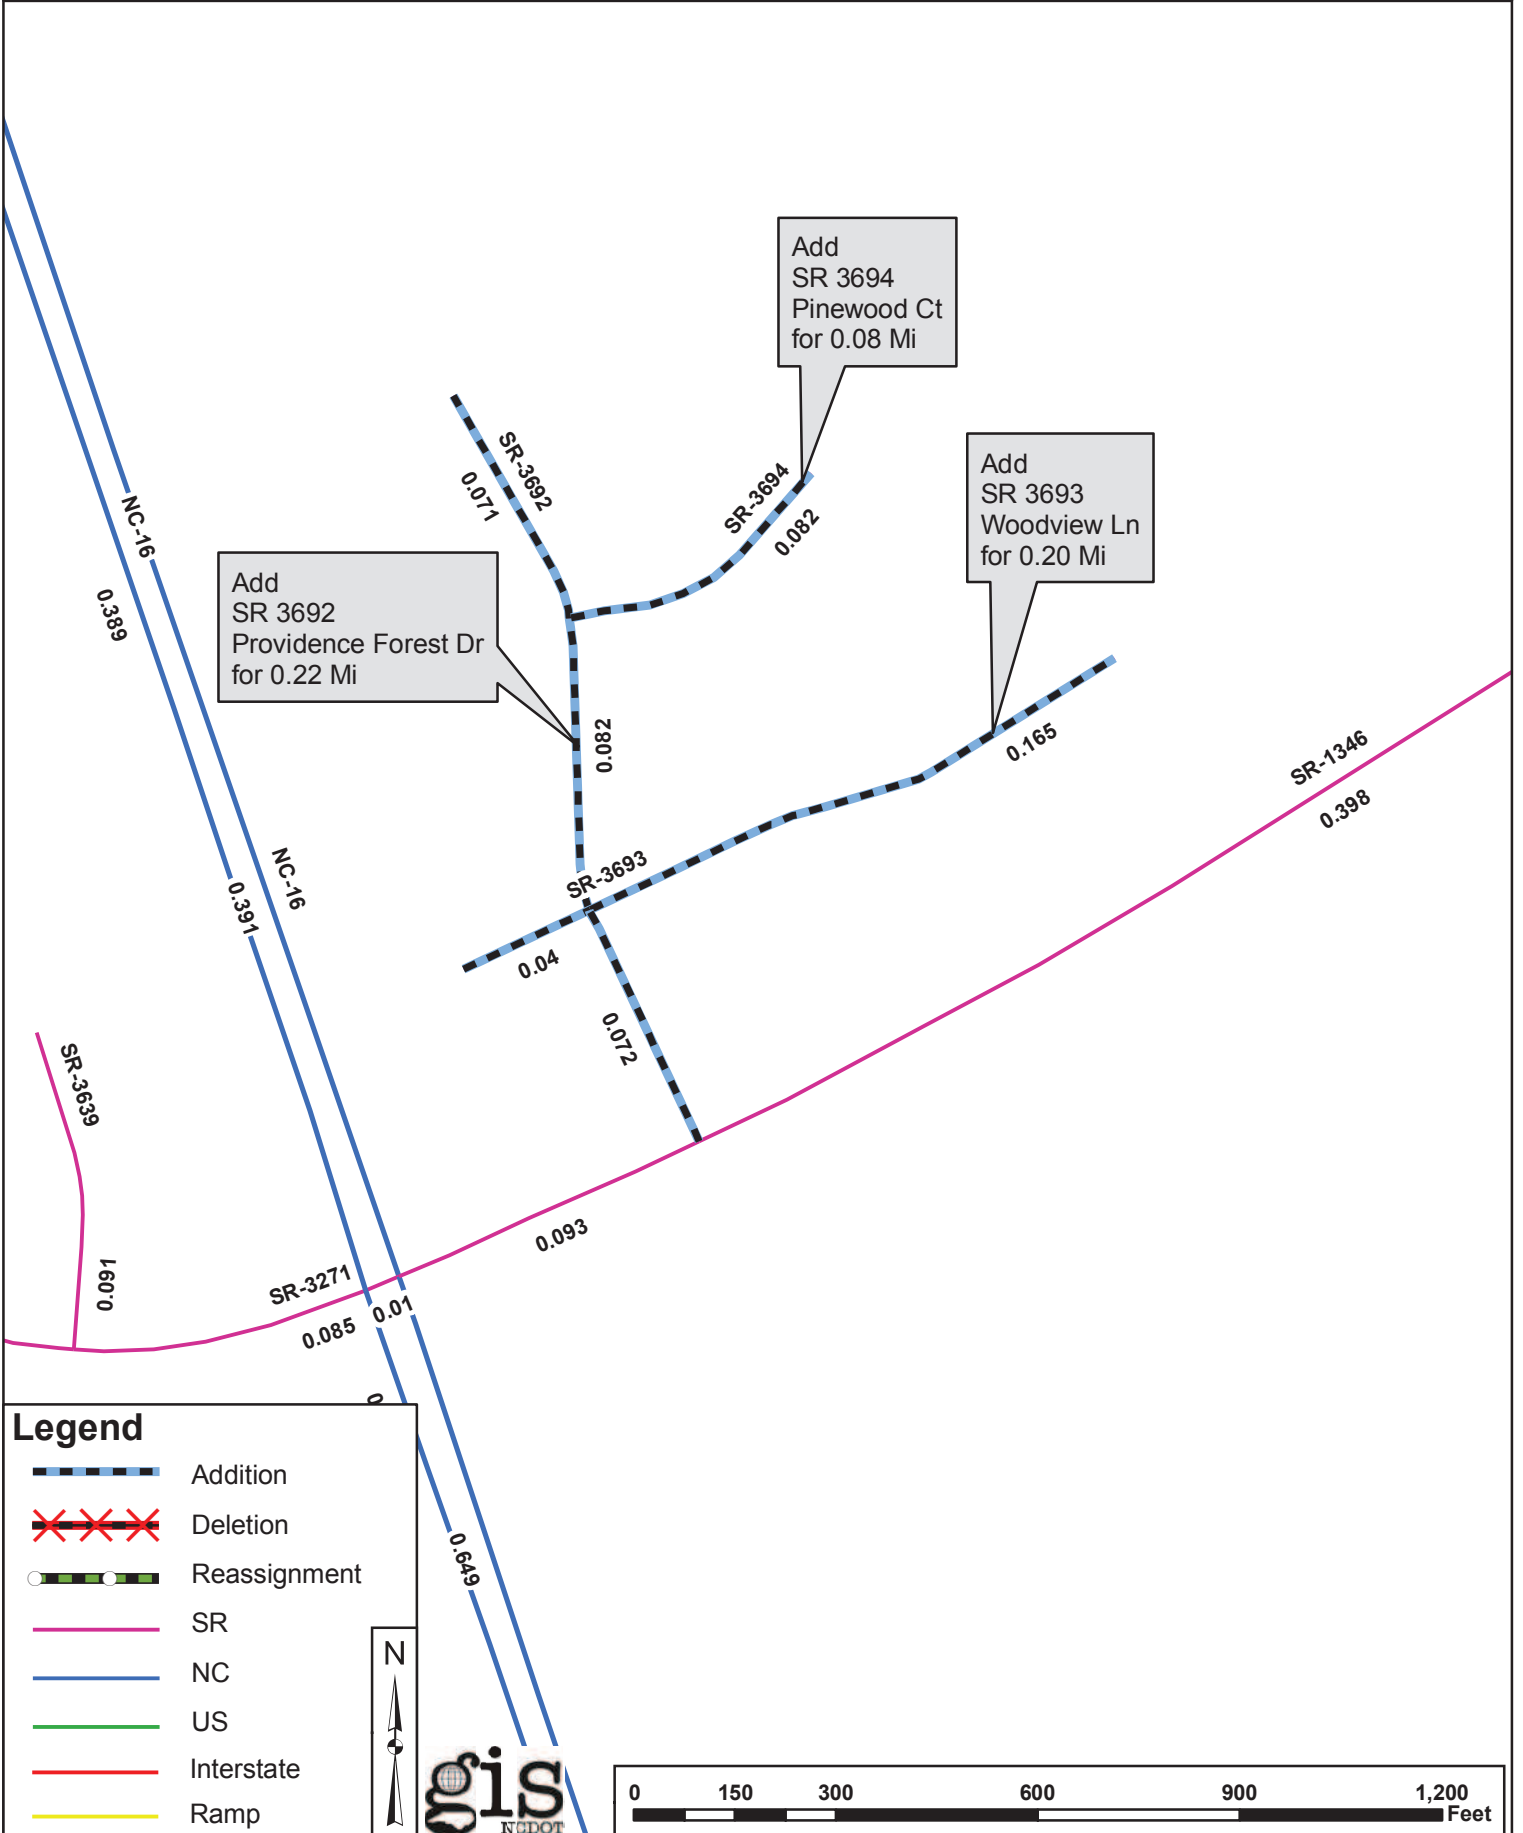 Add
SR 3694
Pinewood Ct
for 0.08 Mi
SR-3692
0.071
SR-3694
0.082
Add
SR 3693
Woodview Ln
for 0.20 Mi
NC-16
0.389
Add
SR 3692
Providence Forest Dr
for 0.22 Mi
0.082
0.165
SR-1346
0.398
NC-16
0.391
SR-3693
0.04
0.072
SR-3639
0.091
0.093
SR-3271
0.085
0.01
0
0.649
Legend
Addition
Deletion
Reassignment
SR
NC
US
Interstate
Ramp
N
gis
NCDOT
0 150 300 600 900 1,200
Feet